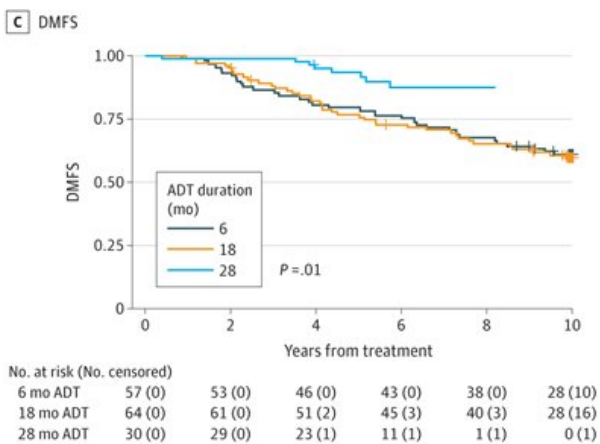 C DMFS
1.00
0.75
0.50
0.25
0
DMFS
ADT duration
(mo)
6
18
28
P =.01
0 2 4 6 8 10
Years from treatment
No. at risk (No. censored)
6 mo ADT 57 (0) 53 (0) 46 (0) 43 (0) 38 (0) 28 (10)
18 mo ADT 64 (0) 61 (0) 51 (2) 45 (3) 40 (3) 28 (16)
28 mo ADT 30 (0) 29 (0) 23 (1) 11 (1) 1 (1) 0 (1)